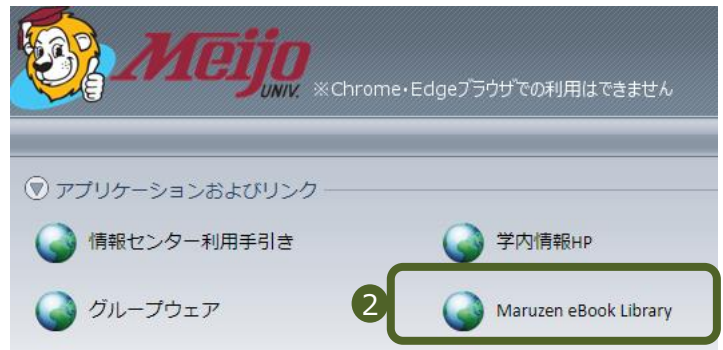 Meijo
UNIV. ※Chrome・Edgeブラウザでの利用はできません
アプリケーションおよびリンク
情報センター利用手引き 学内情報HP
グループウェア 2 Maruzen eBook Library